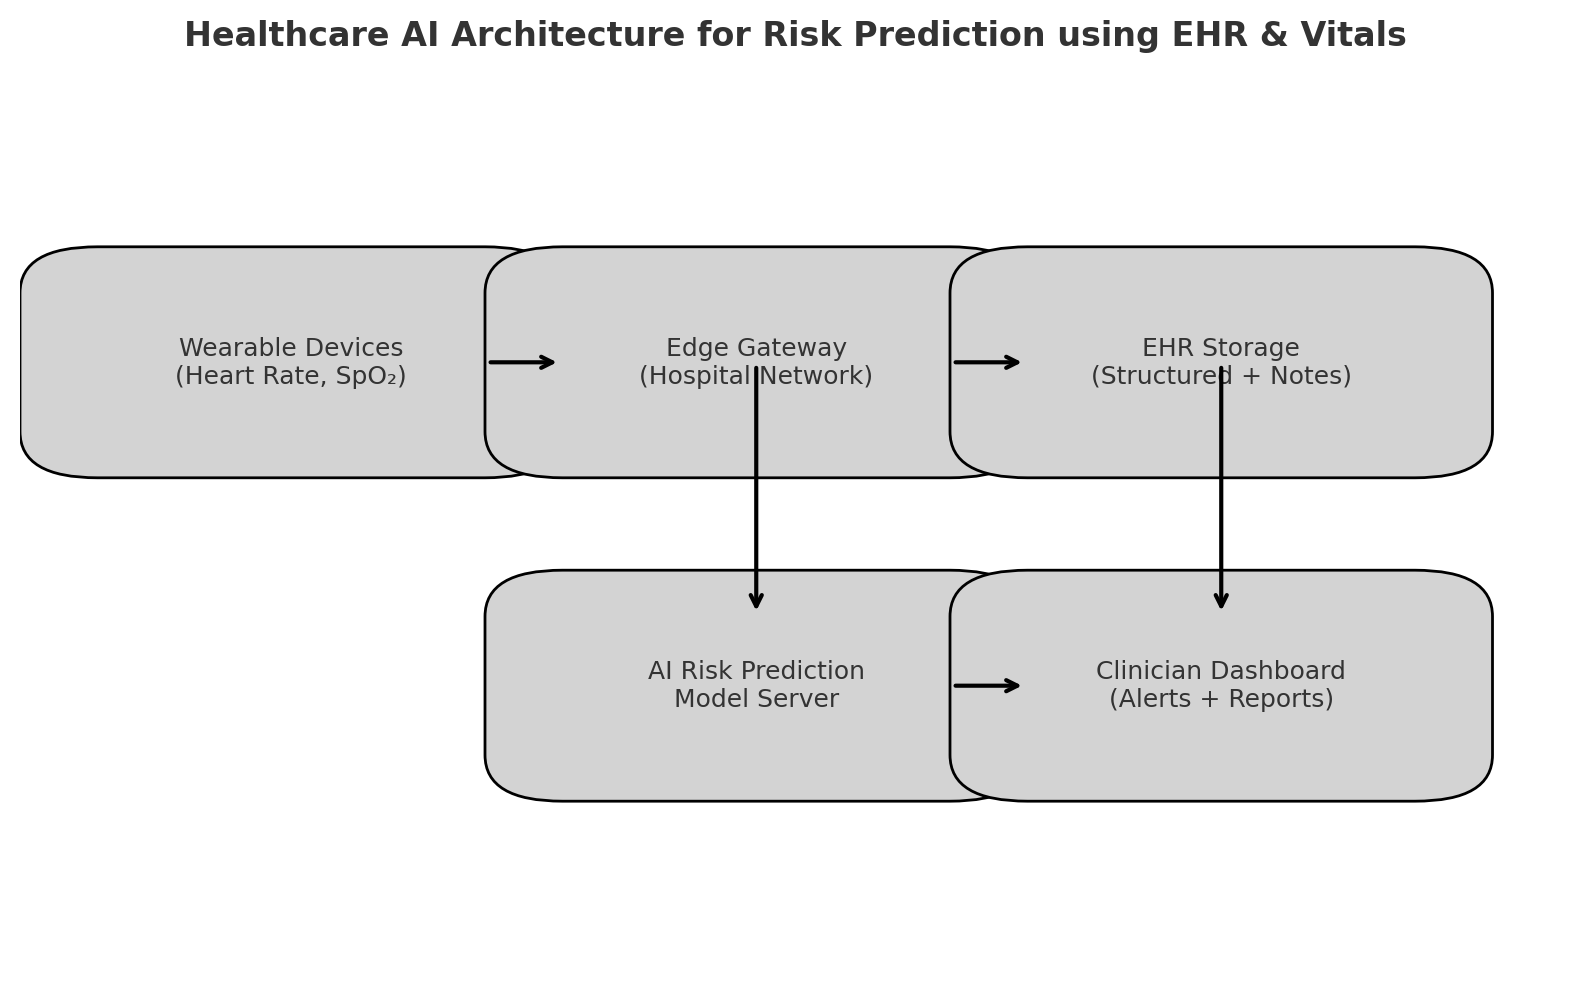 Healthcare AI Architecture for Risk Prediction using EHR & Vitals
Wearable Devices
(Heart Rate, SpO₂)
Edge Gateway
(Hospital Network)
EHR Storage
(Structured + Notes)
AI Risk Prediction
Model Server
Clinician Dashboard
(Alerts + Reports)